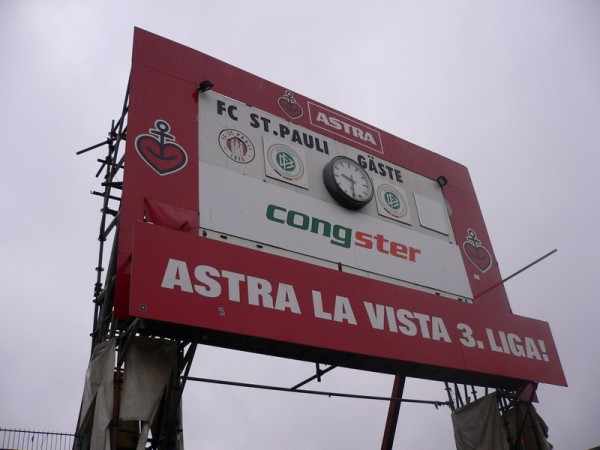 ASTRA
FC ST. PAULI
GÄSTE
congster
ASTRA LA VISTA 3. LIGA!